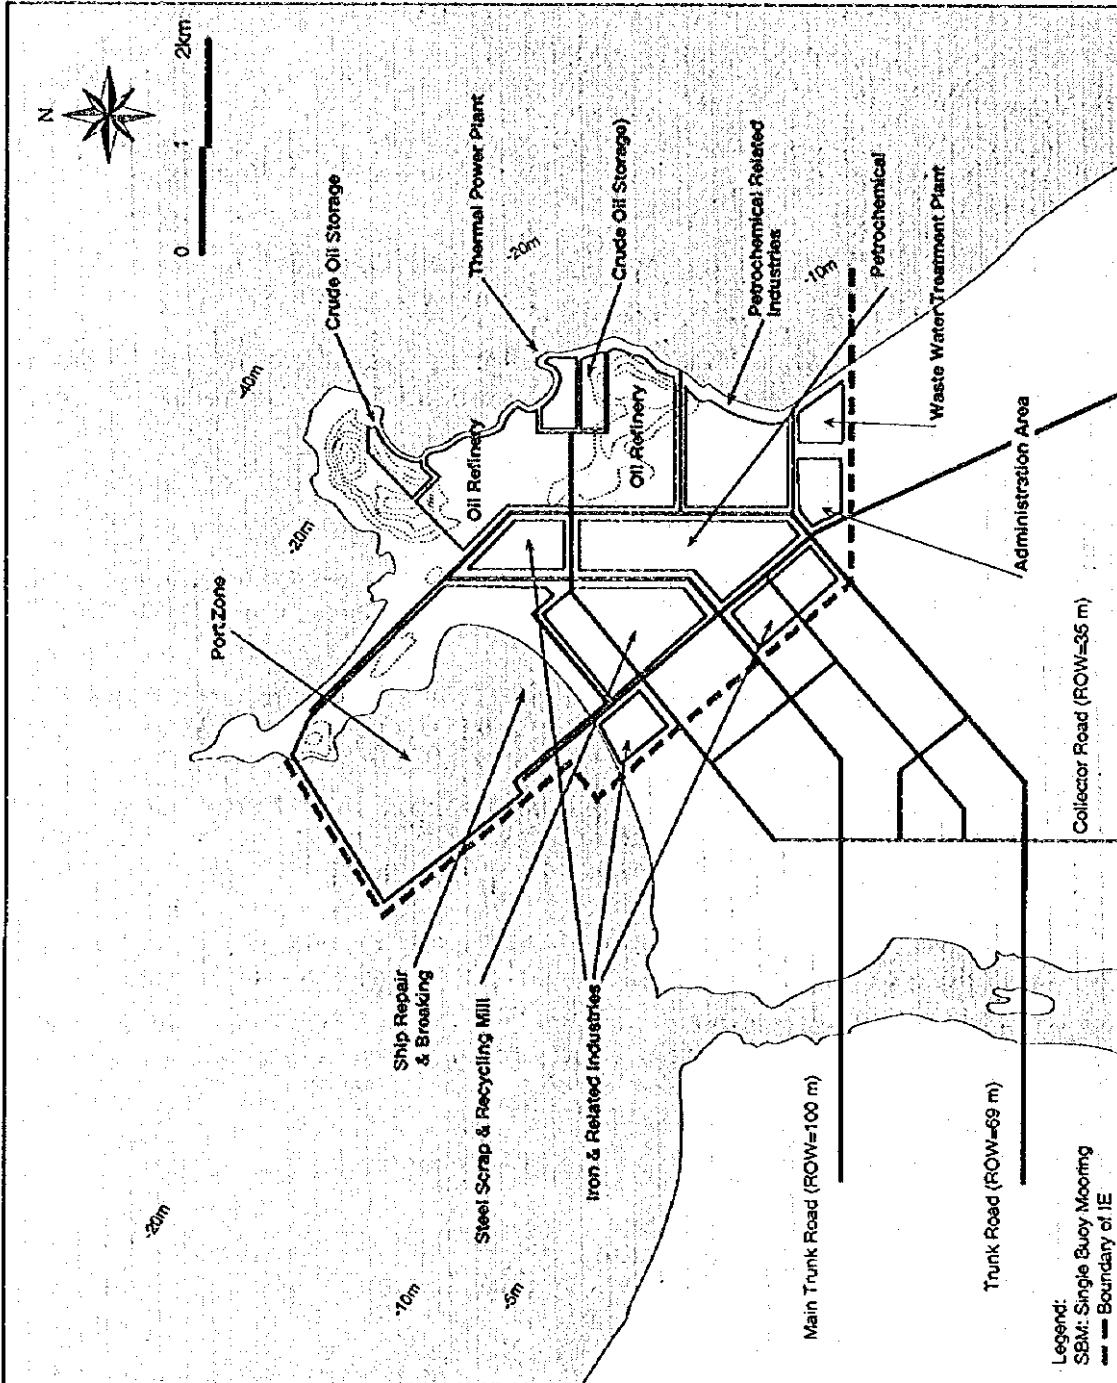 N
0 1 2km
-20m
Port Zone
-40m
-20m
Crude Oil Storage
-10m
Ship Repair
& Breaking
Oil Refinery
Thermal Power Plant
Steel Scrap & Recycling Mill
-5m
-20m
Iron & Related Industries
Crude Oil Storage)
Oil Refinery
Petrochemical Related
Industries
Main Trunk Road (ROW=100 m)
-10m
Petrochemical
Waste Water Treatment Plant
Trunk Road (ROW=69 m)
Administration Area
Collector Road (ROW=35 m)
Legend:
SBM: Single Buoy Mooring
Boundary of IE